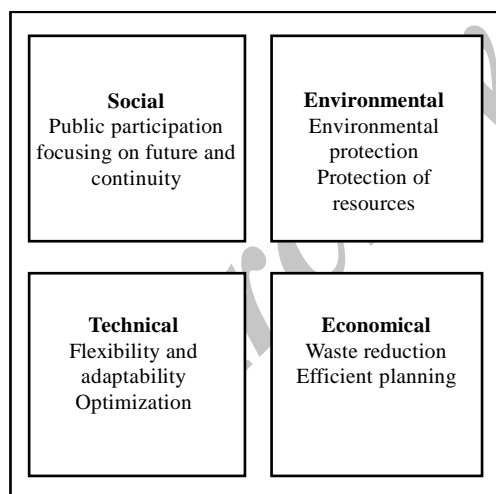 Social
Public participation
focusing on future and
continuity
Environmental
Environmental
protection
Protection of
resources
Technical
Flexibility and
adaptability
Optimization
Economical
Waste reduction
Efficient planning